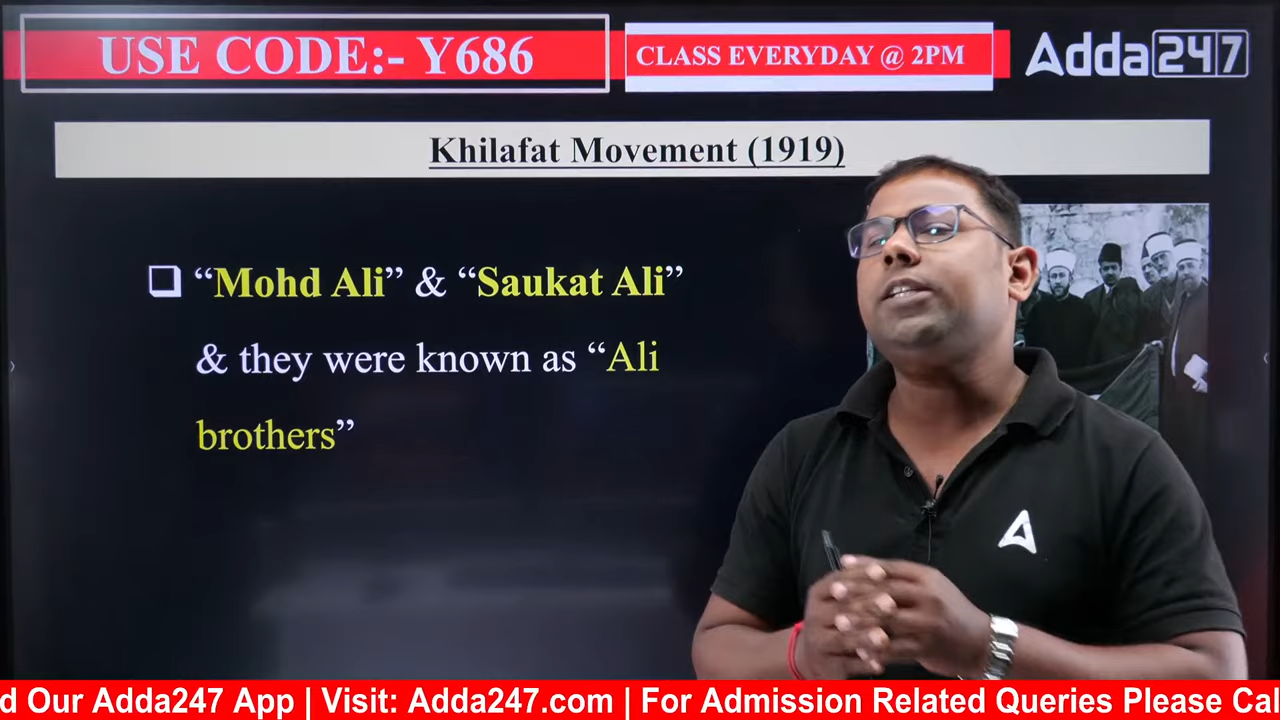 USE CODE:- Y686
CLASS EVERYDAY @ 2PM
Adda247
Khilafat Movement (1919)
“Mohd Ali” & “Saukat Ali”
& they were known as “Ali
brothers”
d Our Adda247 App | Visit: Adda247.com | For Admission Related Queries Please Cal